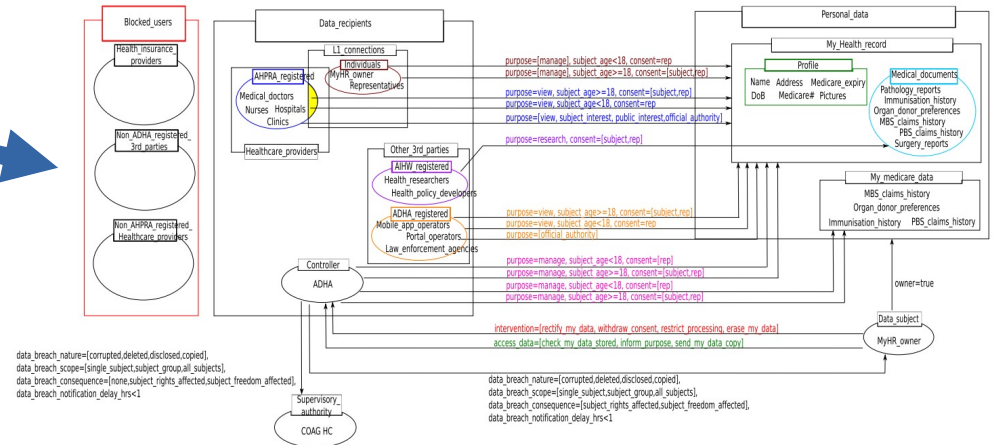 Blocked_users
Health_insurance_
providers
Non_ADHA_registered_
3rd_parties
Non_AHPRA_registered_
Healthcare_providers
Data_recipients
L1_connections
Individuals
MyHR_owner
Representatives
AHPRA_registered
Medical_doctors
Nurses Hospitals
Clinics
Healthcare_providers
Other_3rd_parties
AIHW_registered
Health_researchers
Health_policy_developers
ADHA_registered
Mobile_app_operators
Portal_operators
Law_enforcement_agencies
Controller
ADHA
purpose=[manage], subject_age<18, consent=rep
purpose=[manage], subject_age>=18, consent=[subject,rep]
purpose=view, subject_age>=18, consent=[subject,rep]
purpose=view, subject_age<18, consent=rep
purpose=[view, subject_interest, public_interest,official_authority]
purpose=research, consent=[subject,rep]
purpose=view, subject_age>=18, consent=[subject,rep]
purpose=view, subject_age<18, consent=rep
purpose=[official_authority]
purpose=manage, subject_age<18, consent=[rep]
purpose=manage, subject_age>=18, consent=[subject,rep]
purpose=manage, subject_age<18, consent=[rep]
purpose=manage, subject_age>=18, consent=[subject,rep]
Personal_data
My_Health_record
Profile
Name Address Medicare_expiry
DoB Medicare# Pictures
Medical_documents
Pathology_reports
Immunisation_history
Organ_donor_preferences
MBS_claims_history
PBS_claims_history
Surgery_reports
My_medicare_data
MBS_claims_history
Organ_donor_preferences
Immunisation_history PBS_claims_history
owner=true
Data_subject
MyHR_owner
intervention=[rectify_my_data, withdraw_consent, restrict_processing, erase_my_data]
access_data=[check_my_data_stored, inform_purpose, send_my_data_copy]
data_breach_nature=[corrupted,deleted,disclosed,copied],
data_breach_scope=[single_subject,subject_group,all_subjects],
data_breach_consequence=[none,subject_rights_affected,subject_freedom_affected],
data_breach_notification_delay_hrs<1
data_breach_nature=[corrupted,deleted,disclosed,copied],
data_breach_scope=[single_subject,subject_group,all_subjects],
data_breach_consequence=[subject_rights_affected,subject_freedom_affected],
data_breach_notification_delay_hrs<1
Supervisory_
authority
COAG HC